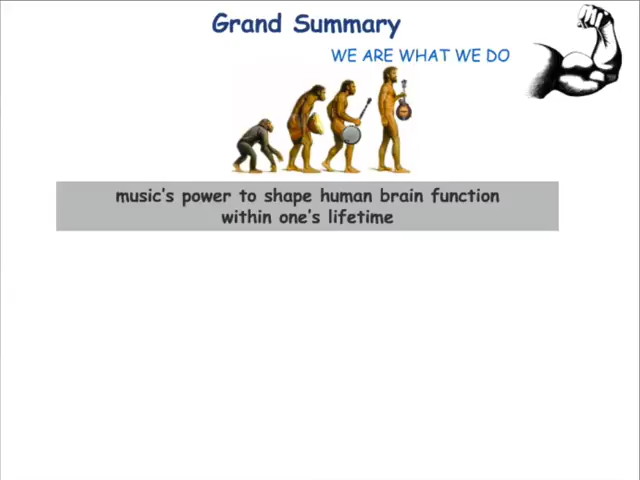 Grand Summary
WE ARE WHAT WE DO
music's power to shape human brain function
within one's lifetime